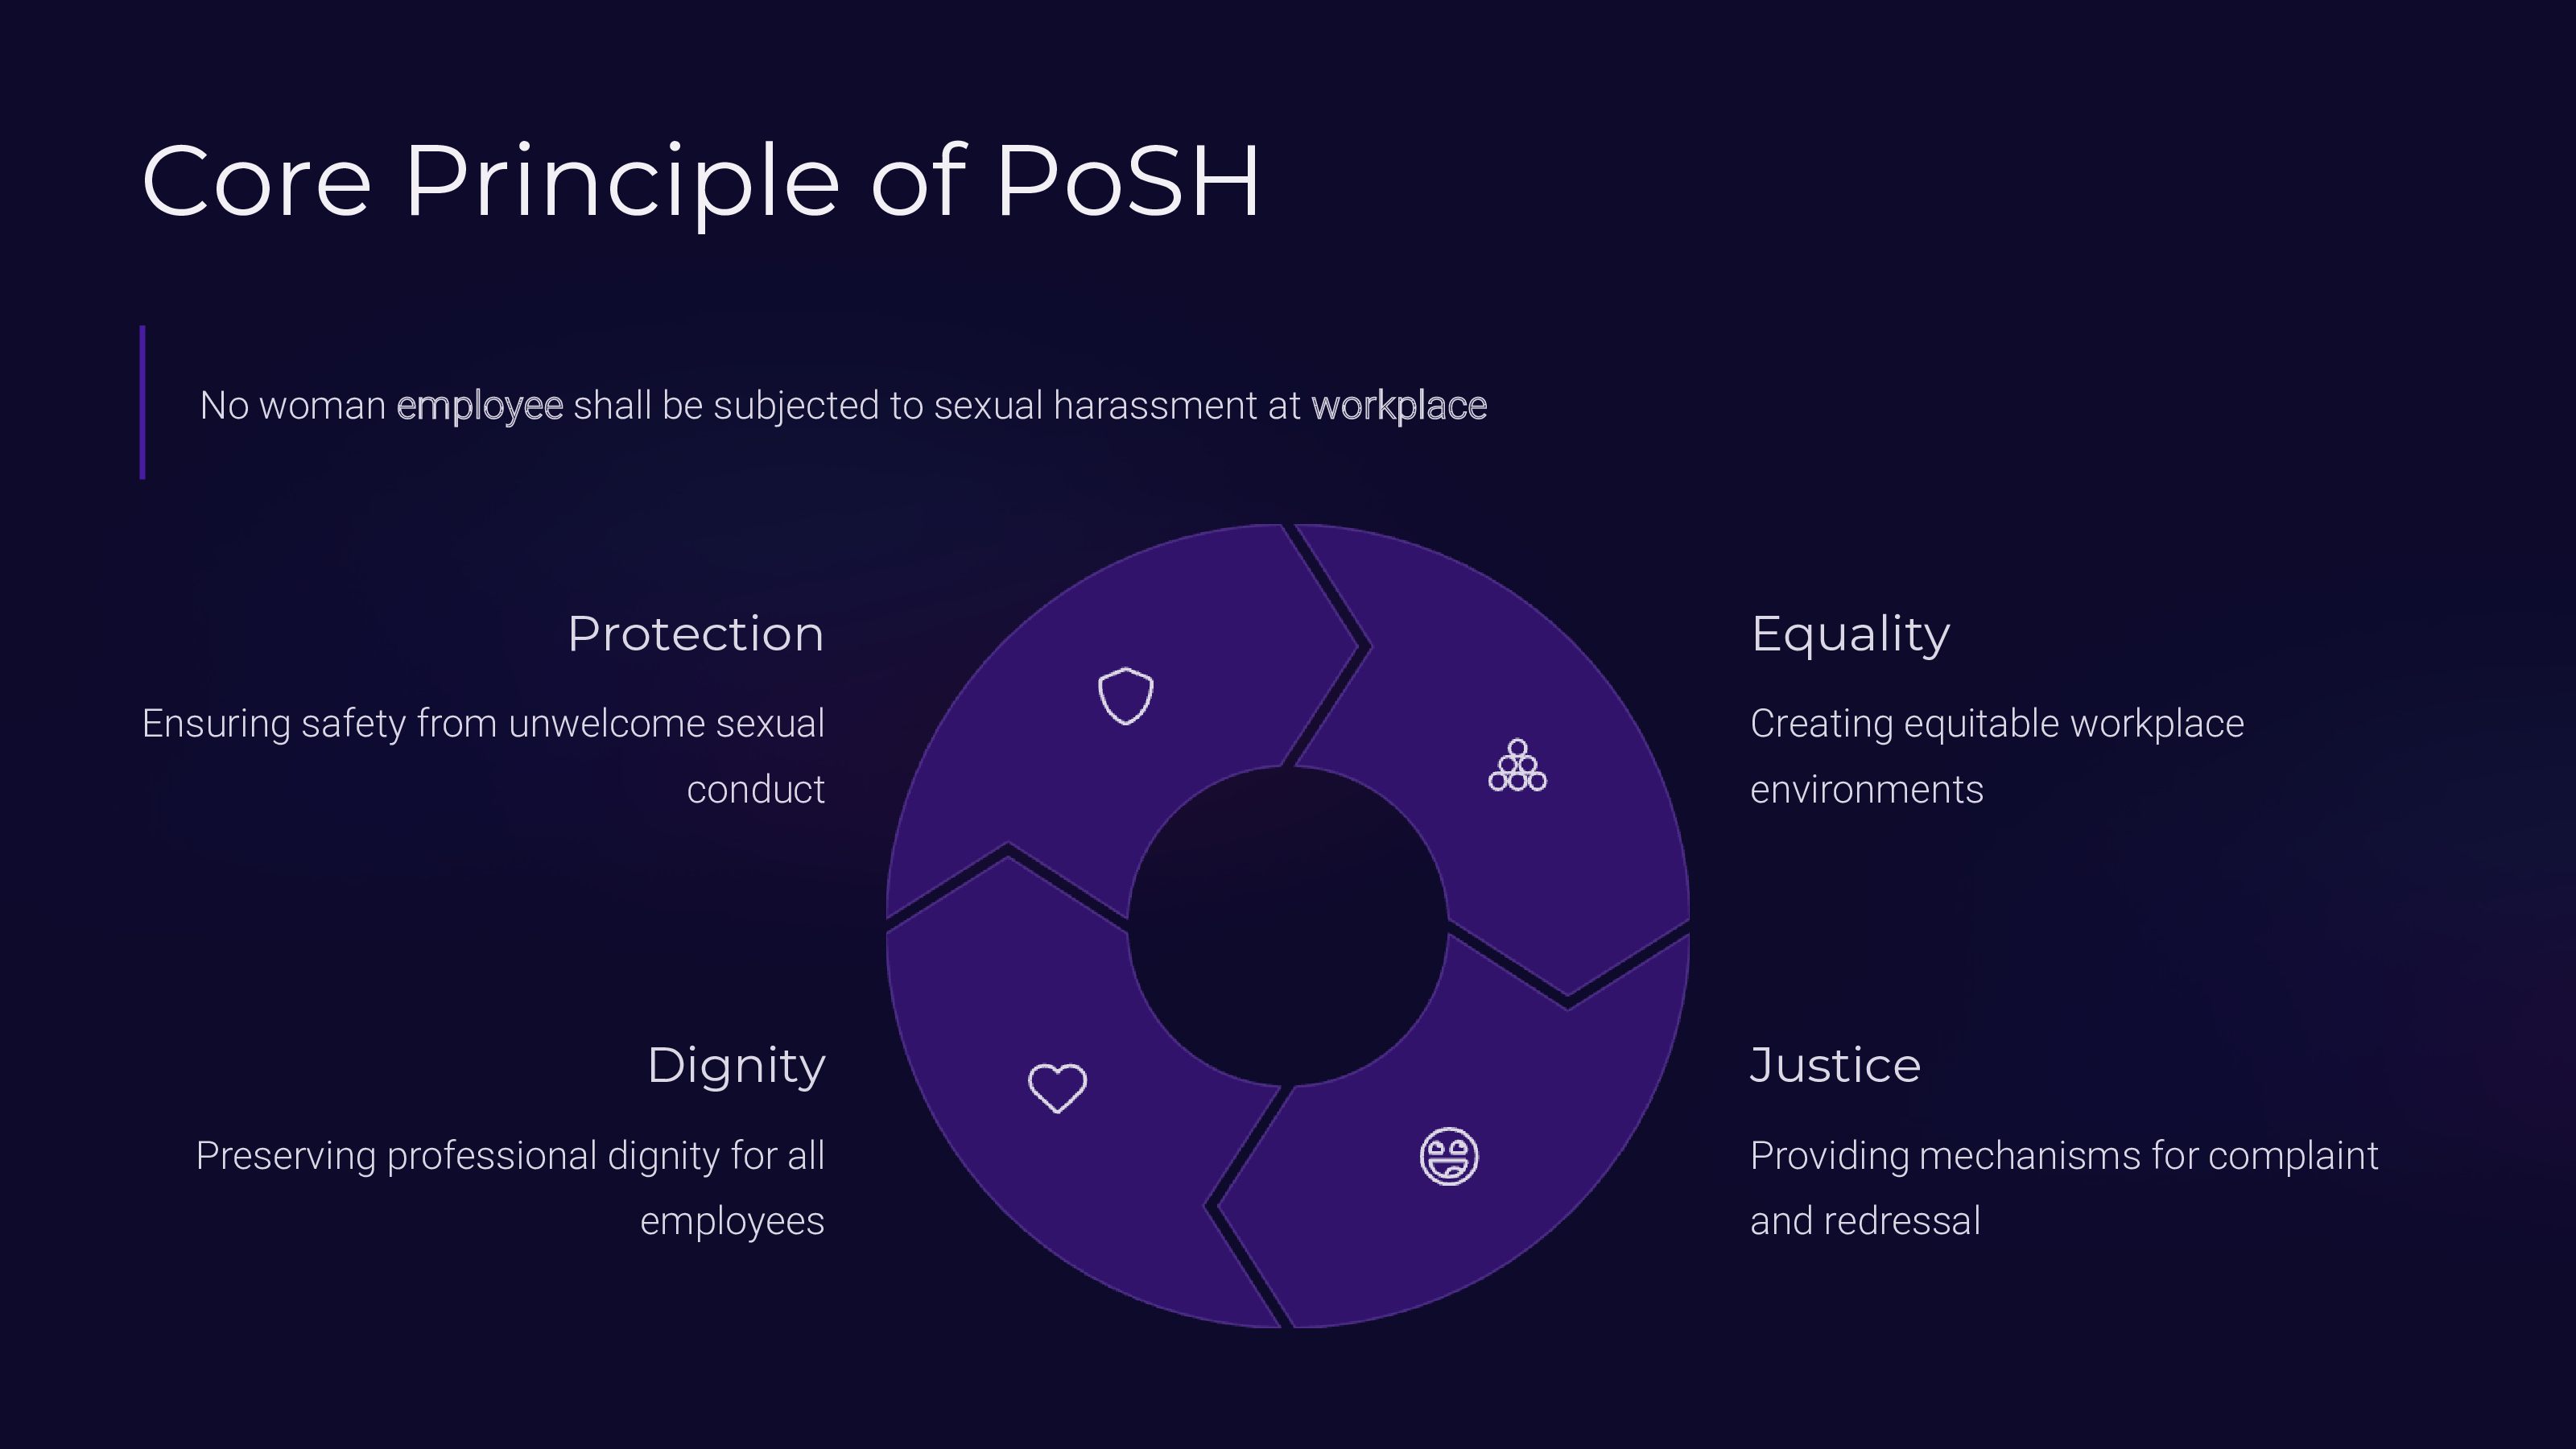 Core Principle of PoSH
No woman employee shall be subjected to sexual harassment at workplace
Protection
Ensuring safety from unwelcome sexual
conduct
Equality
Creating equitable workplace
environments
Dignity
Preserving professional dignity for all
employees
Justice
Providing mechanisms for complaint
and redressal